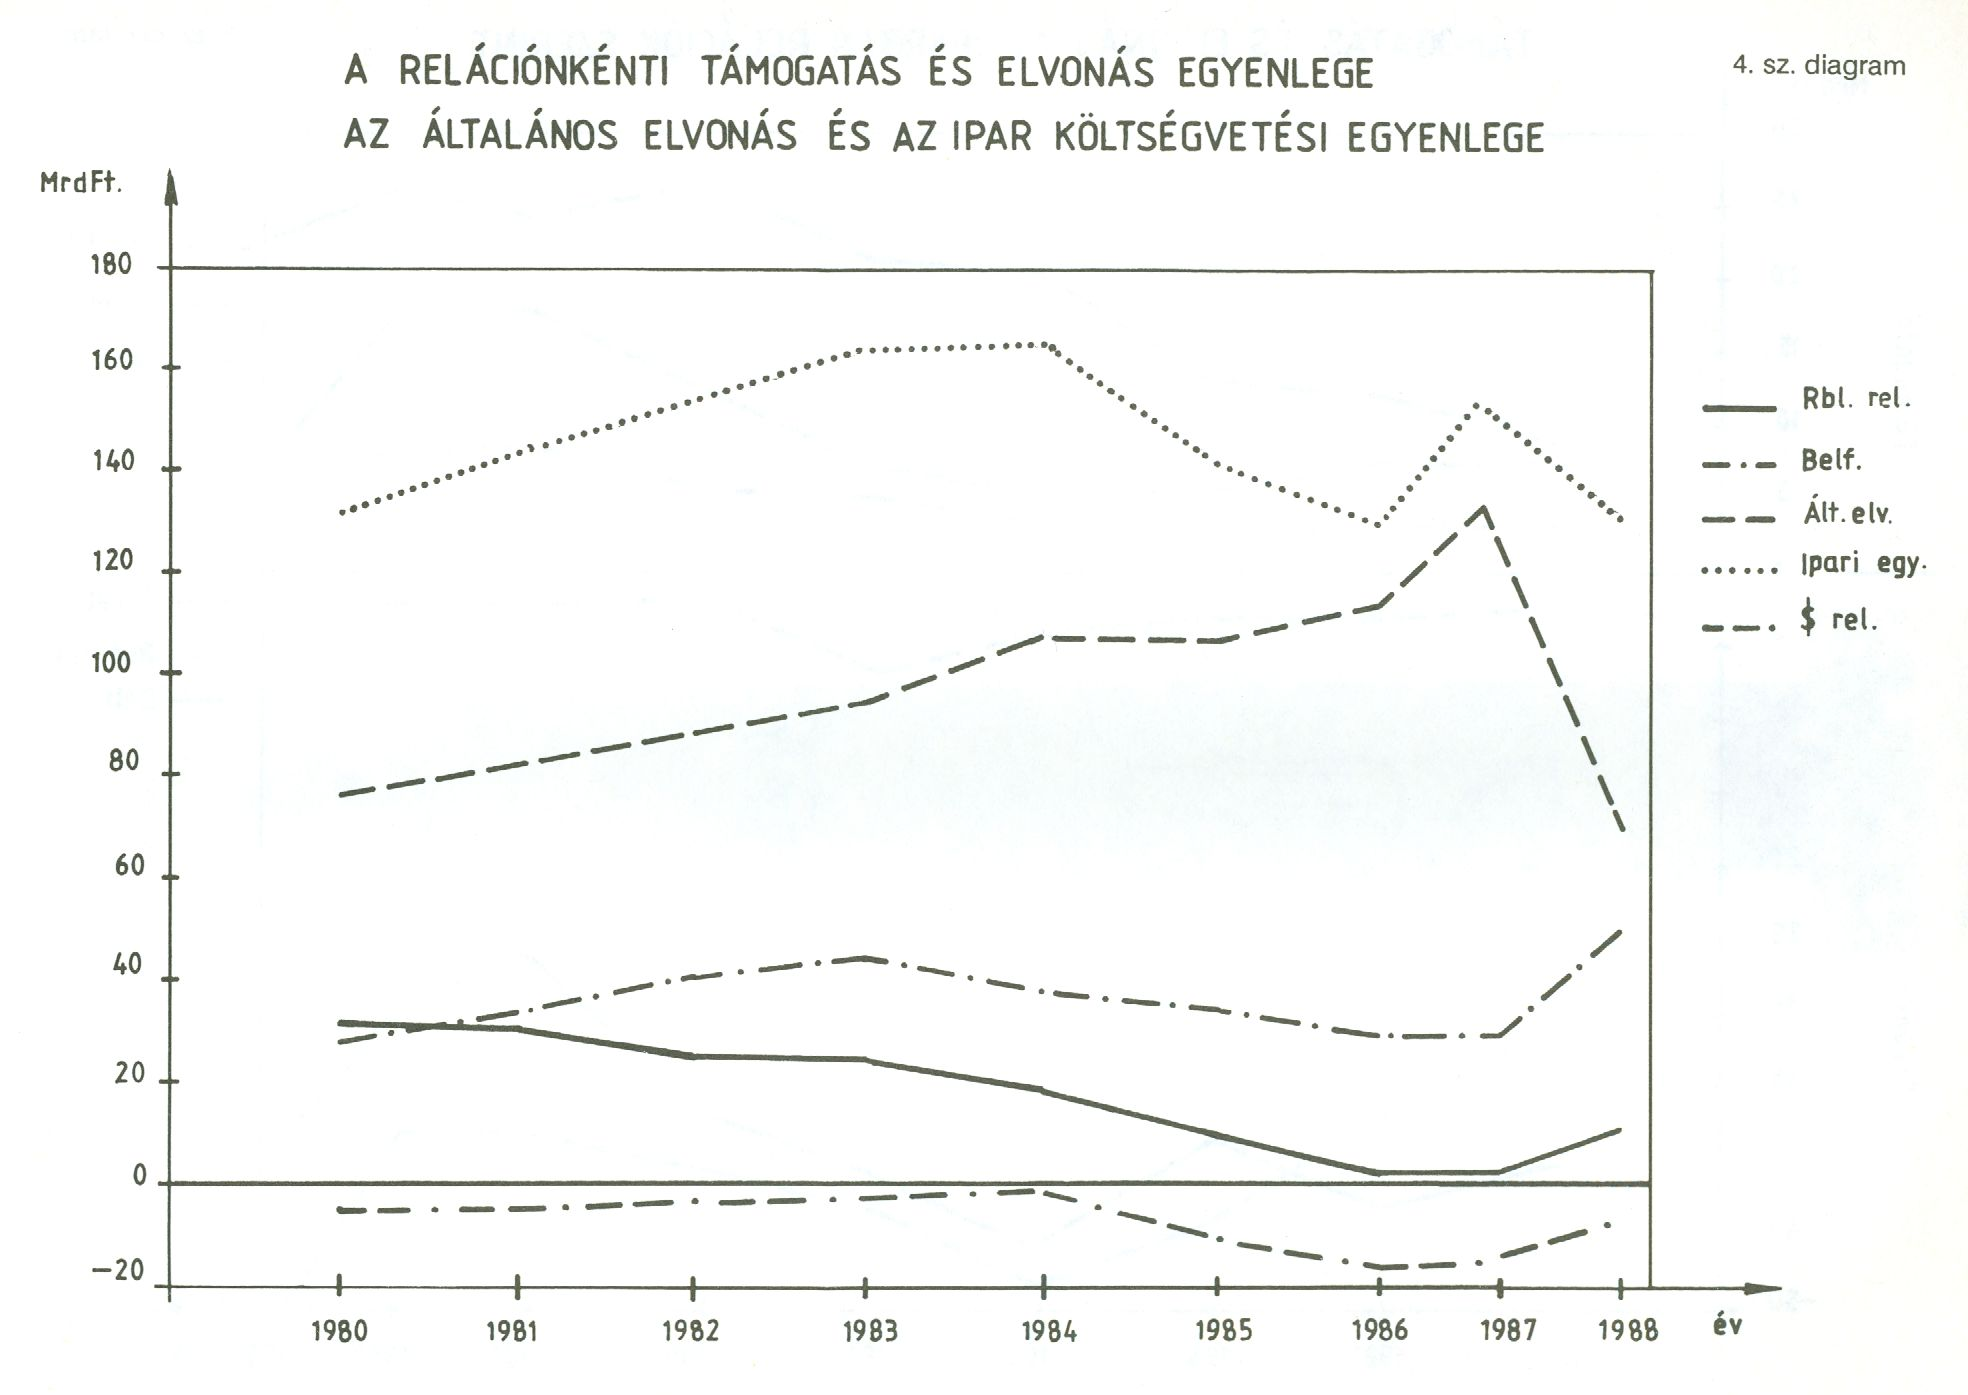 A RELÁCIÓNKÉNTI TÁMOGATÁS ÉS ELVONÁS EGYENLEGE
4. sz. diagram
AZ ÁLTALÁNOS ELVONÁS ÉS AZ IPAR KÖLTSÉGVETÉSI EGYENLEGE
MrdFt.
180
160
140
120
100
80
60
40
20
0
-20
Rbl. rel.
Belf.
Ált. elv.
Ipari egy.
$ rel.
1980 1981 1982 1983 1984 1985 1986 1987 1988 év